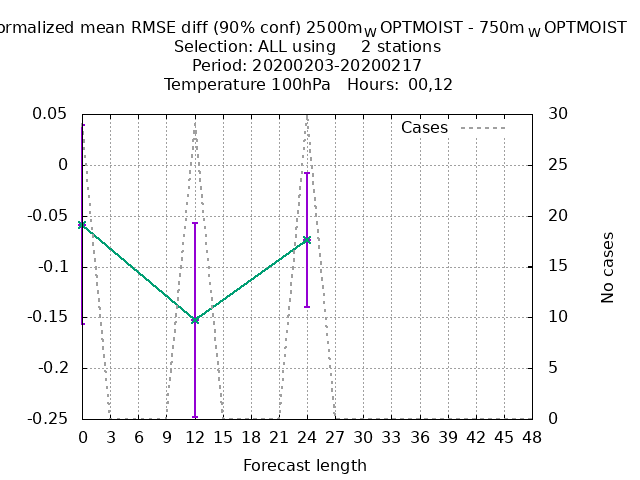 ormalized mean RMSE diff (90% conf) 2500mW OPTMOIST - 750mW OPTMOIST
Selection: ALL using 2 stations
Period: 20200203-20200217
Temperature 100hPa Hours: 00,12
Cases
0.05
0
-0.05
-0.1
-0.15
-0.2
-0.25
30
25
20
15
10
5
0
No cases
0 3 6 9 12 15 18 21 24 27 30 33 36 39 42 45 48
Forecast length